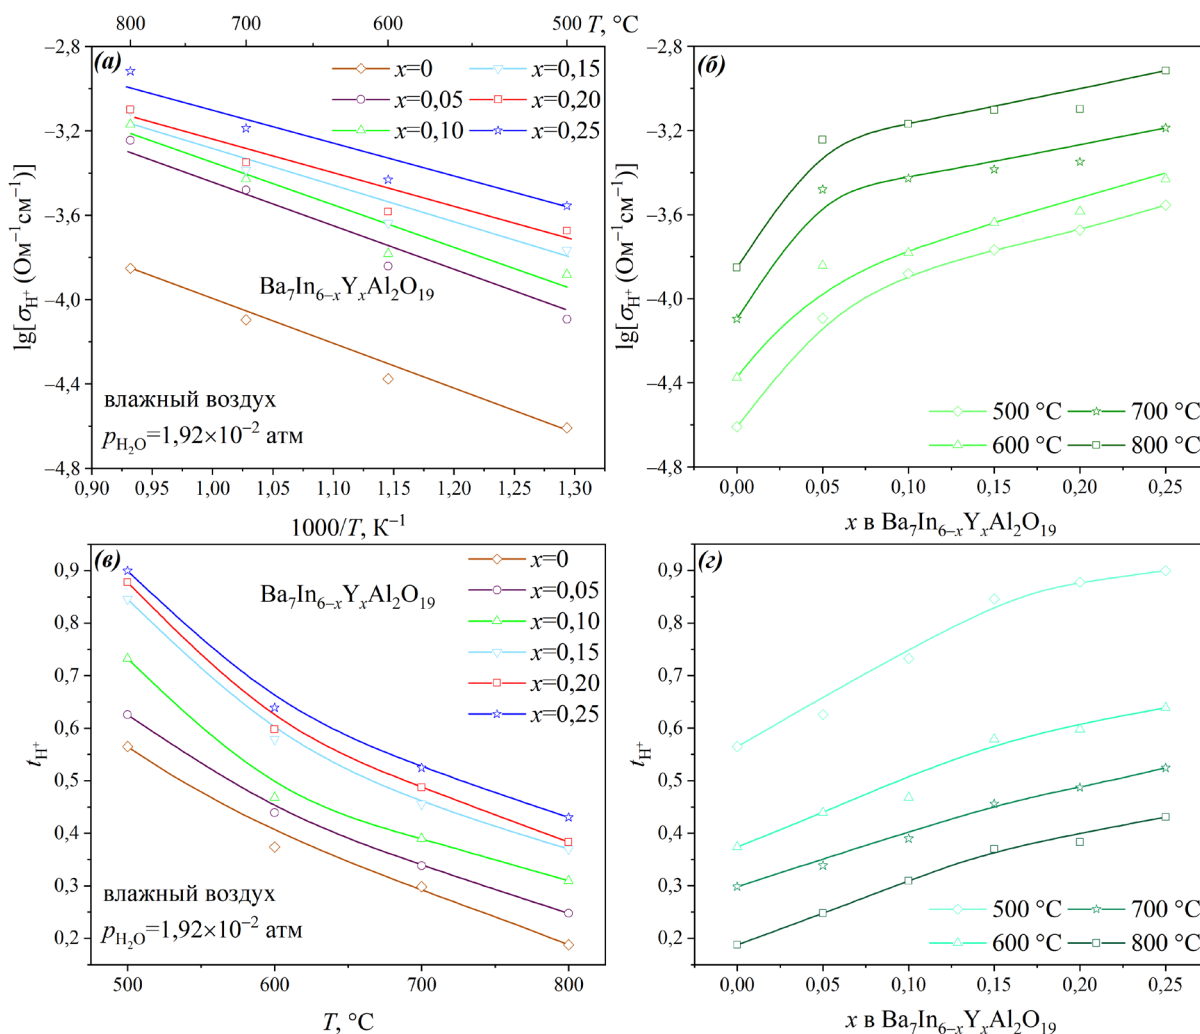 800 700 600 500 T, °C
(а)
x=0 x=0,15
x=0,05 x=0,20
x=0,10 x=0,25
–2,8
–3,2
–3,6
–4,0
–4,4
–4,8
lg[σH⁺ ((Ом⁻¹см⁻¹)]
Ba₇In₆₋ₓYₓAl₂O₁₉
влажный воздух
pH₂O=1,92×10⁻² атм
0,90 0,95 1,00 1,05 1,10 1,15 1,20 1,25 1,30
1000/T, К⁻¹
(б)
–2,8
–3,2
–3,6
–4,0
–4,4
–4,8
lg[σH⁺ ((Ом⁻¹см⁻¹)]
500 °C 700 °C
600 °C 800 °C
0,00 0,05 0,10 0,15 0,20 0,25
x в Ba₇In₆₋ₓYₓAl₂O₁₉
(в)
Ba₇In₆₋ₓYₓAl₂O₁₉
x=0
x=0,05
x=0,10
x=0,15
x=0,20
x=0,25
0,9
0,8
0,7
0,6
0,5
0,4
0,3
0,2
tH⁺
влажный воздух
pH₂O=1,92×10⁻² атм
500 600 700 800
T, °C
(г)
0,9
0,8
0,7
0,6
0,5
0,4
0,3
0,2
tH⁺
500 °C 700 °C
600 °C 800 °C
0,00 0,05 0,10 0,15 0,20 0,25
x в Ba₇In₆₋ₓYₓAl₂O₁₉